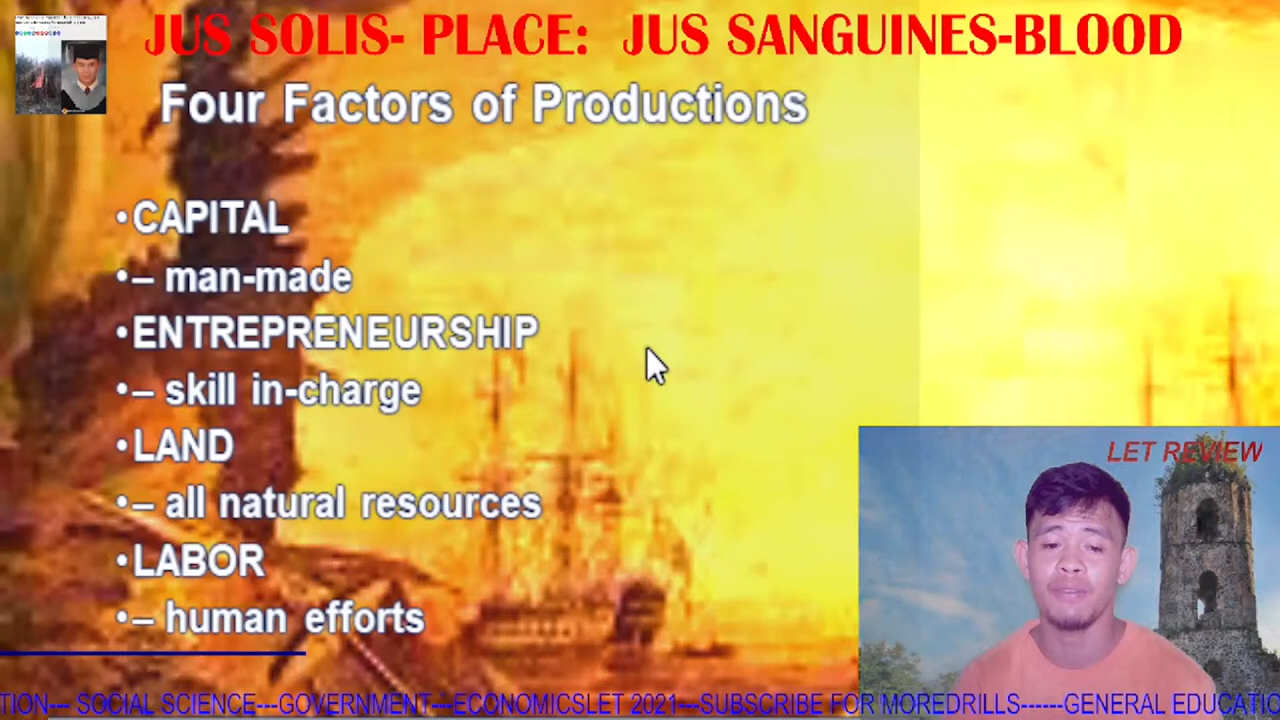 JUS SOLIS- PLACE: JUS SANGUINES-BLOOD
Four Factors of Productions
•CAPITAL
•– man-made
•ENTREPRENEURSHIP
•– skill in-charge
•LAND
•– all natural resources
•LABOR
•– human efforts
LET REVIEW
TION--- SOCIAL SCIENCE---GOVERNMENT---ECONOMICSLET 2021---SUBSCRIBE FOR MOREDRILLS------GENERAL EDUCATIO